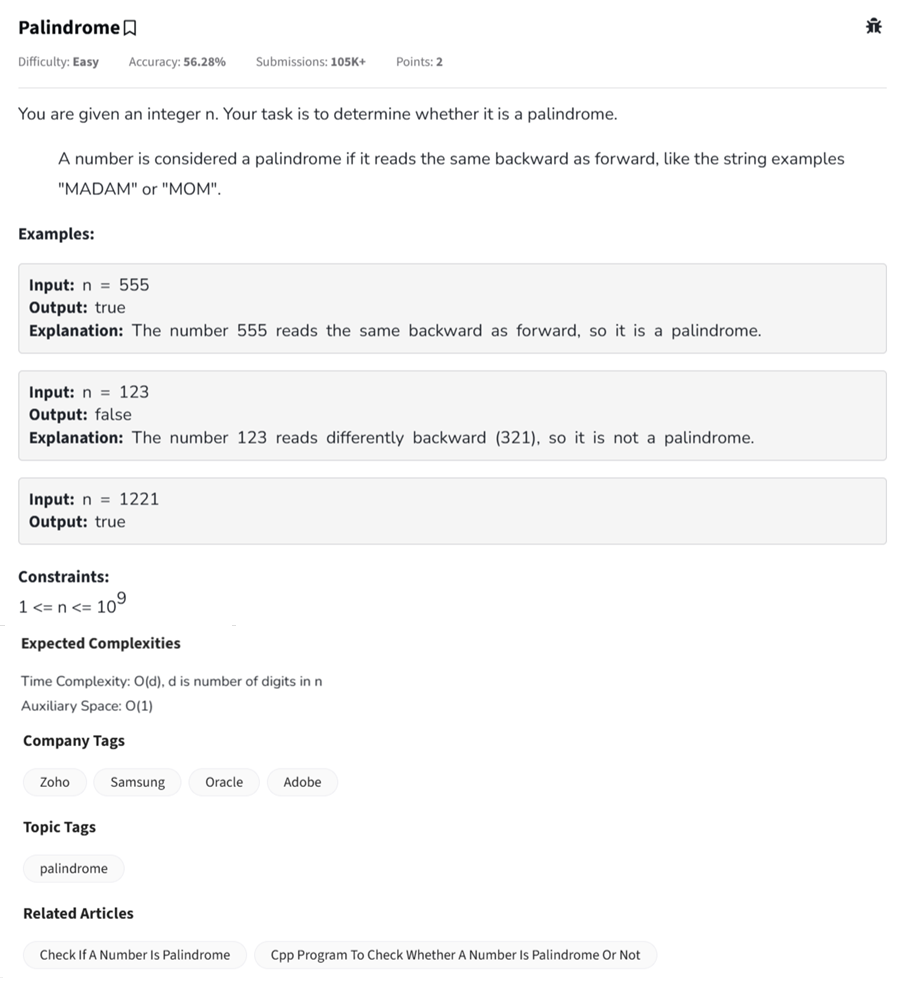 Palindrome
Difficulty: Easy Accuracy: 56.28% Submissions: 105K+ Points: 2
You are given an integer n. Your task is to determine whether it is a palindrome.
A number is considered a palindrome if it reads the same backward as forward, like the string examples
"MADAM" or "MOM".
Examples:
Input: n = 555
Output: true
Explanation: The number 555 reads the same backward as forward, so it is a palindrome.
Input: n = 123
Output: false
Explanation: The number 123 reads differently backward (321), so it is not a palindrome.
Input: n = 1221
Output: true
Constraints:
1 <= n <= 10⁹
Expected Complexities
Time Complexity: O(d), d is number of digits in n
Auxiliary Space: O(1)
Company Tags
Zoho Samsung Oracle Adobe
Topic Tags
palindrome
Related Articles
Check If A Number Is Palindrome Cpp Program To Check Whether A Number Is Palindrome Or Not